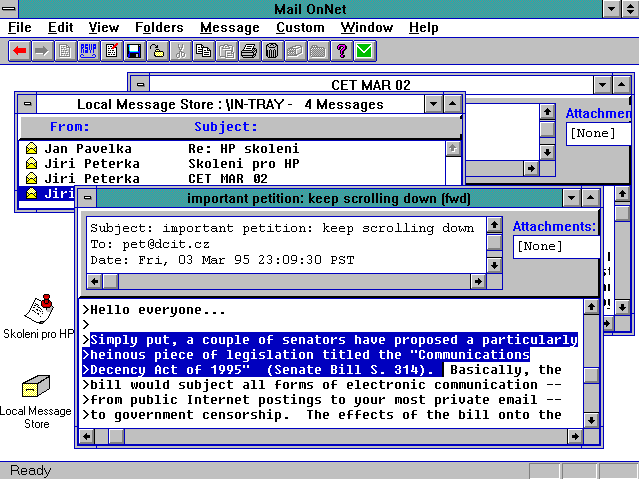 Mail OnNet
File Edit View Folders Message Custom Window Help
RSVP
CET MAR 02
Local Message Store : \IN-TRAY - 4 Messages
Attachmen
[None]
From: Subject:
Jan Pavelka Re: HP skoleni
Jiri Peterka Skoleni pro HP
Jiri Peterka CET MAR 02
Jiri
important petition: keep scrolling down (fwd)
Subject: important petition: keep scrolling down
To: pet@dcit.cz
Date: Fri, 03 Mar 95 23:09:30 PST
Attachments:
[None]
>Hello everyone...
>
>Simply put, a couple of senators have proposed a particularly
>heinous piece of legislation titled the "Communications
>Decency Act of 1995" (Senate Bill S. 314). Basically, the
>bill would subject all forms of electronic communication --
>from public Internet postings to your most private email --
>to government censorship. The effects of the bill onto the
Skoleni pro HP
Local Message
Store
Ready